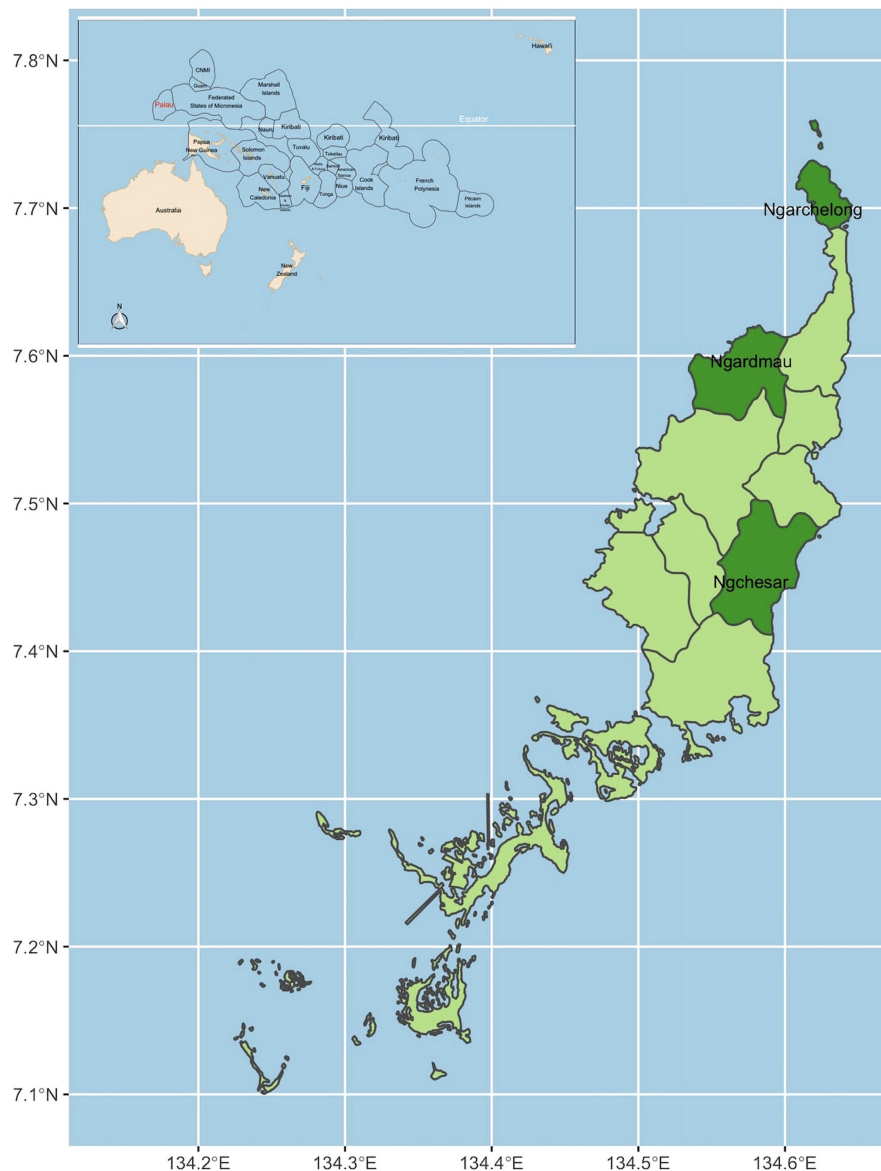 7.8°N
7.7°N
7.6°N
7.5°N
7.4°N
7.3°N
7.2°N
7.1°N
134.2°E
134.3°E
134.4°E
134.5°E
134.6°E
Hawai'i
CNMI
Guam
Palau
Federated
States of Micronesia
Marshall
Islands
Equator
Nauru
Kiribati
Kiribati
Kiribati
Papua
New Guinea
Solomon
Islands
Tuvalu
Tokelau
Vanuatu
American
Samoa
New
Caledonia
Fiji
Tonga
Niue
Cook
Islands
French
Polynesia
Pitcairn
Islands
Australia
New
Zealand
N
Ngarchelong
Ngardmau
Ngchesar